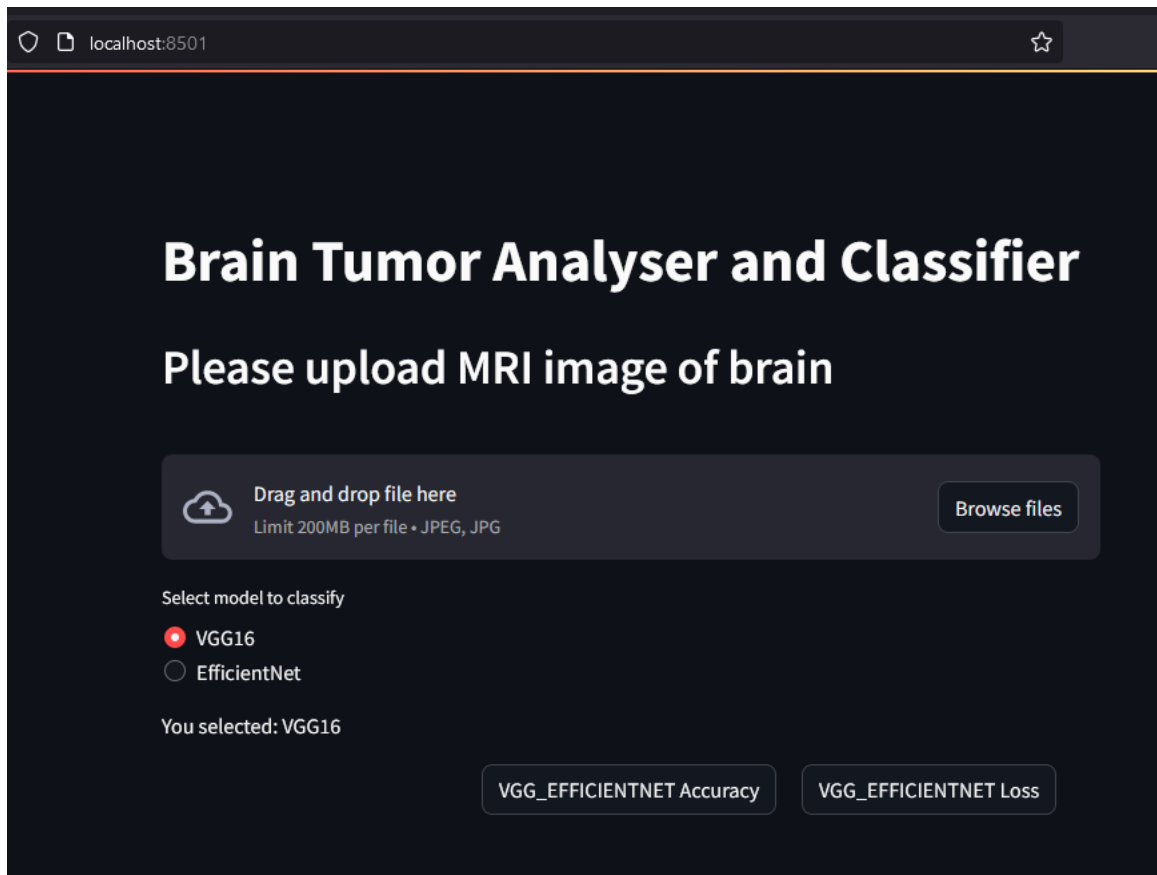 localhost:8501
Brain Tumor Analyser and Classifier
Please upload MRI image of brain
Drag and drop file here
Limit 200MB per file • JPEG, JPG
Browse files
Select model to classify
VGG16
EfficientNet
You selected: VGG16
VGG_EFFICIENTNET Accuracy
VGG_EFFICIENTNET Loss